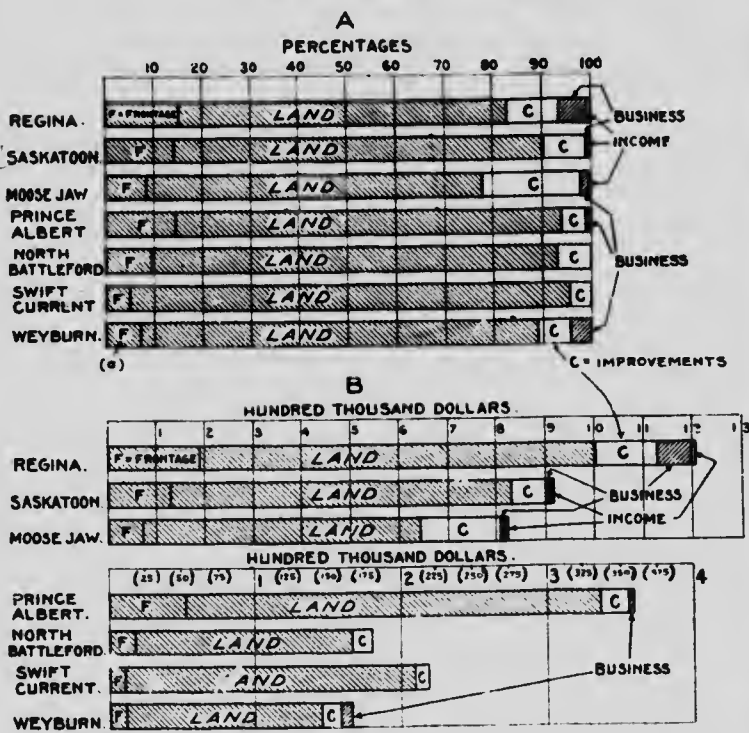 A
PERCENTAGES
10 20 30 40 50 60 70 80 90 100
REGINA. F = FRONTAGE LAND C BUSINESS
SASKATOON. F LAND C INCOME
MOOSE JAW F LAND C
PRINCE
ALBERT F LAND C
NORTH
BATTLEFORD F LAND C BUSINESS
SWIFT
CURRENT F LAND C
WEYBURN. F LAND C
(a) C = IMPROVEMENTS
B
HUNDRED THOUSAND DOLLARS.
1 2 3 4 5 6 7 8 9 10 11 12 13
REGINA. F = FRONTAGE LAND C
SASKATOON. F LAND C BUSINESS
MOOSE JAW. F LAND C INCOME
HUNDRED THOUSAND DOLLARS.
(25) (50) (75) 1 (125) (150) (175) 2 (225) (250) (275) 3 (325) (350) (475) 4
PRINCE
ALBERT. F LAND C
NORTH
BATTLEFORD. F LAND C
SWIFT
CURRENT. F AND C BUSINESS
WEYBURN. F LAND C